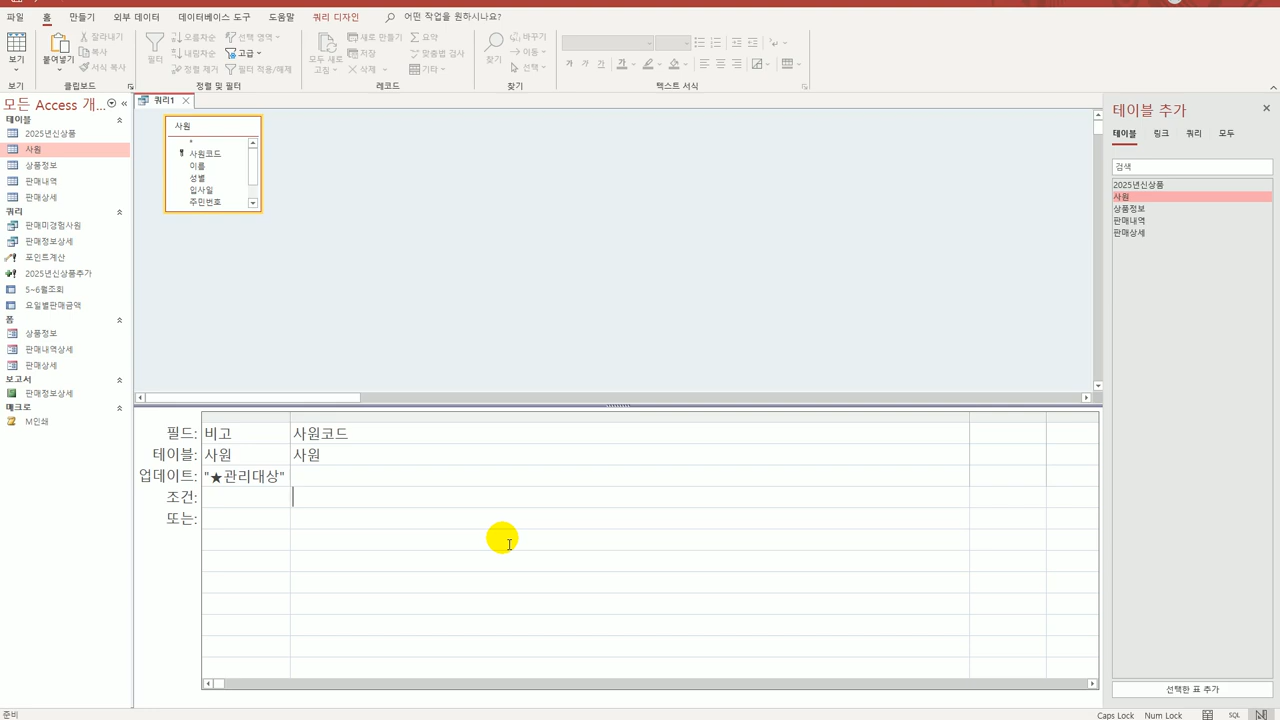 파일 홈 만들기 외부 데이터 데이터베이스 도구 도움말 쿼리 디자인 어떤 작업을 원하시나요?
보기
보기
붙여넣기
잘라내기
복사
서식 복사
클립보드
필터
오름차순
내림차순
정렬 제거
선택 영역
고급
필터 적용/해제
정렬 및 필터
모두 새로
고침
새로 만들기
저장
삭제
요약
맞춤법 검사
기타
레코드
찾기
바꾸기
이동
선택
찾기
가 가 가 가
텍스트 서식
모든 Access 개...
테이블
2025년신상품
사원
상품정보
판매내역
판매상세
쿼리
판매미경험사원
판매정보상세
포인트계산
2025년신상품추가
5~6월조회
요일별판매금액
폼
상품정보
판매내역상세
판매상세
보고서
판매정보상세
매크로
M인쇄
쿼리1
사원
*
사원코드
이름
성별
입사일
주민번호
필드: 비고 사원코드
테이블: 사원 사원
업데이트: "★관리대상"
조건:
또는:
테이블 추가
테이블 링크 쿼리 모두
검색
2025년신상품
사원
상품정보
판매내역
판매상세
선택한 표 추가
준비
Caps Lock Num Lock SQL